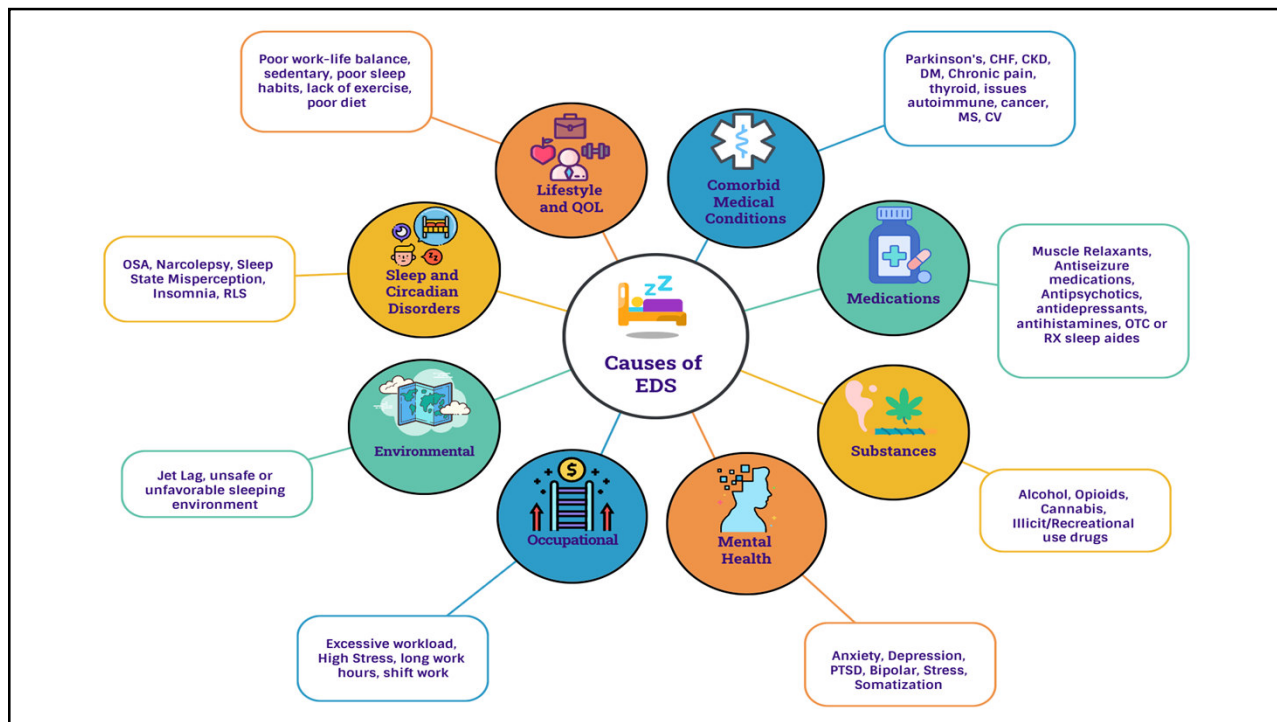 Causes of
EDS
Lifestyle
and QOL
Poor work-life balance,
sedentary, poor sleep
habits, lack of exercise,
poor diet
Comorbid
Medical
Conditions
Parkinson's, CHF, CKD,
DM, Chronic pain,
thyroid, issues
autoimmune, cancer,
MS, CV
Medications
Muscle Relaxants,
Antiseizure
medications,
Antipsychotics,
antidepressants,
antihistamines, OTC or
RX sleep aides
Substances
Alcohol, Opioids,
Cannabis,
Illicit/Recreational
use drugs
Mental
Health
Anxiety, Depression,
PTSD, Bipolar, Stress,
Somatization
$
Occupational
Excessive workload,
High Stress, long work
hours, shift work
Environmental
Jet Lag, unsafe or
unfavorable sleeping
environment
Sleep and
Circadian
Disorders
OSA, Narcolepsy, Sleep
State Misperception,
Insomnia, RLS
zZ
zz